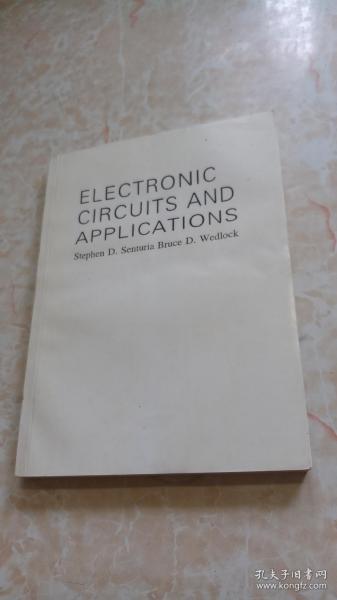 ELECTRONIC
CIRCUITS AND
APPLICATIONS
Stephen D. Senturia Bruce D. Wedlock
孔夫子旧书网
www.kongfz.com